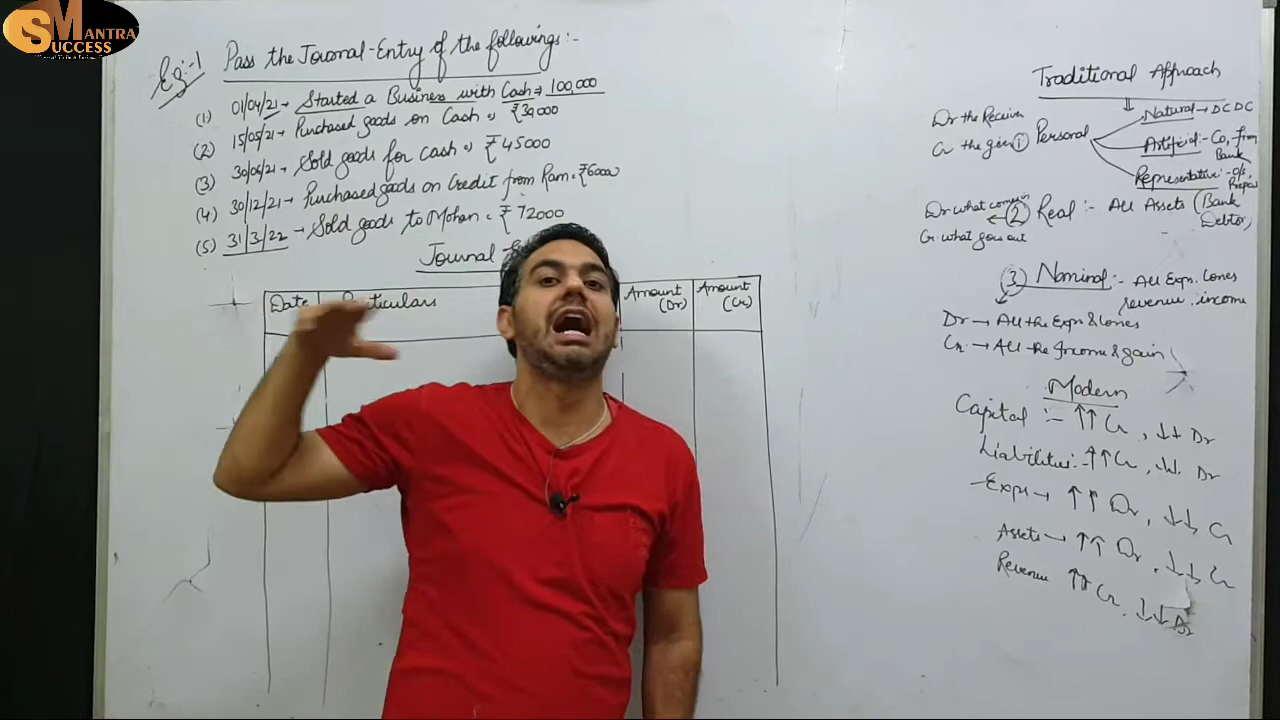 SUCCESS MANTRA
Eg:-1 Pass the Journal-Entry of the followings:-
(1) 01/04/21 → Started a Business with Cash → 100,000
(2) 15/05/21 → Purchased goods on Cash = ₹30,000
(3) 30/06/21 → Sold goods for cash = ₹45000
(4) 30/12/21 → Purchased goods on Credit from Ram = ₹6000
(5) 31/3/22 → Sold goods to Mohan = ₹72000
Journal
Date Particulars Amount (Dr) Amount (Cr)
Traditional Approach
Dr the Receiver
Cr the giver
① Personal
Natural → DCDC
Artificial:- Co, from Bank
Representative:- o/s, Prepaid
Dr what comes in
Cr what goes out
② Real :- All Assets (Bank Debtor,
③ Nominal:- All Exp. Loses
revenue. income
Dr → All the Exp & loses
Cr → All the Income & gain
Modern
Capital :- ↑↑ Cr, ↓↓ Dr
Liabilities:- ↑↑ Cr, ↓↓ Dr
Exps → ↑↑ Dr, ↓↓ Cr
Assets → ↑↑ Dr, ↓↓ Cr
Revenue ↑↑ Cr. ↓↓ Dr